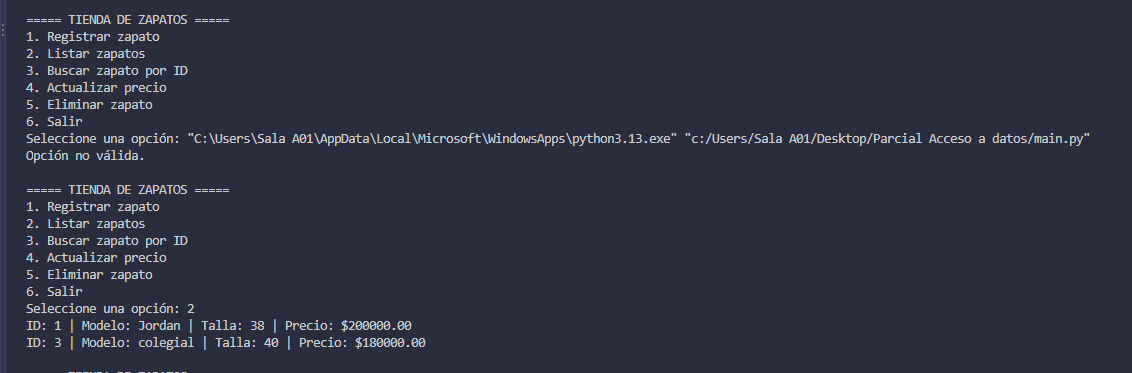 ===== TIENDA DE ZAPATOS =====
1. Registrar zapato
2. Listar zapatos
3. Buscar zapato por ID
4. Actualizar precio
5. Eliminar zapato
6. Salir
Seleccione una opción: "C:\Users\Sala A01\AppData\Local\Microsoft\WindowsApps\python3.13.exe" "c:/Users/Sala A01/Desktop/Parcial Acceso a datos/main.py"
Opción no válida.
===== TIENDA DE ZAPATOS =====
1. Registrar zapato
2. Listar zapatos
3. Buscar zapato por ID
4. Actualizar precio
5. Eliminar zapato
6. Salir
Seleccione una opción: 2
ID: 1 | Modelo: Jordan | Talla: 38 | Precio: $200000.00
ID: 3 | Modelo: colegial | Talla: 40 | Precio: $180000.00